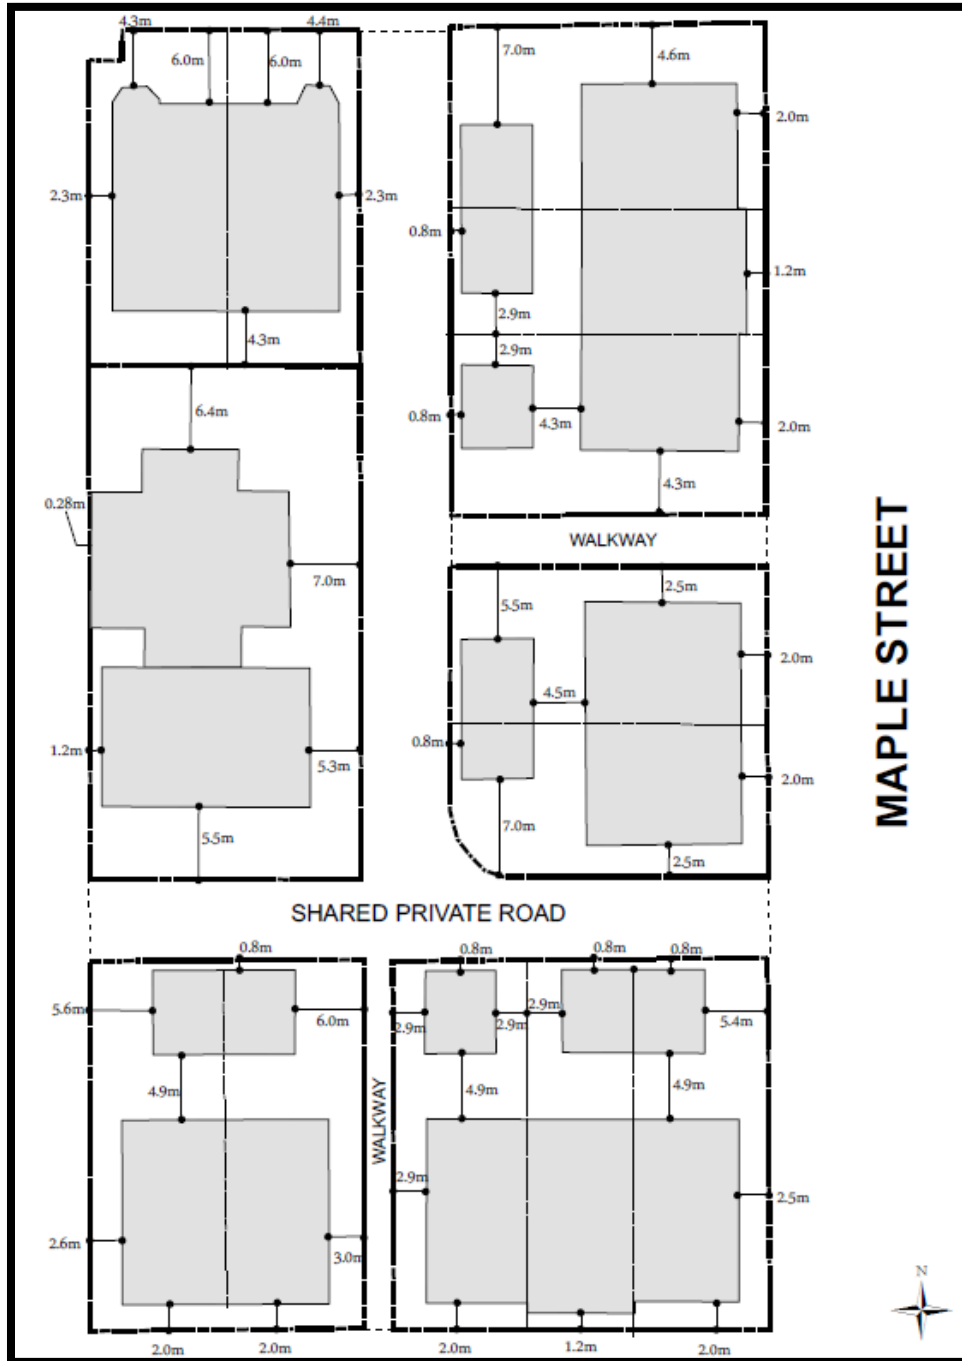 4.3m
4.4m
6.0m
6.0m
7.0m
4.6m
2.0m
2.3m
2.3m
0.8m
1.2m
2.9m
4.3m
2.9m
6.4m
0.8m
4.3m
2.0m
4.3m
0.28m
WALKWAY
7.0m
5.5m
2.5m
2.0m
4.5m
1.2m
5.3m
0.8m
2.0m
5.5m
7.0m
2.5m
MAPLE STREET
SHARED PRIVATE ROAD
0.8m
0.8m
0.8m
0.8m
5.6m
6.0m
2.9m
2.9m
2.9m
5.4m
4.9m
4.9m
4.9m
WALKWAY
2.9m
2.5m
2.6m
3.0m
N
2.0m
2.0m
2.0m
1.2m
2.0m